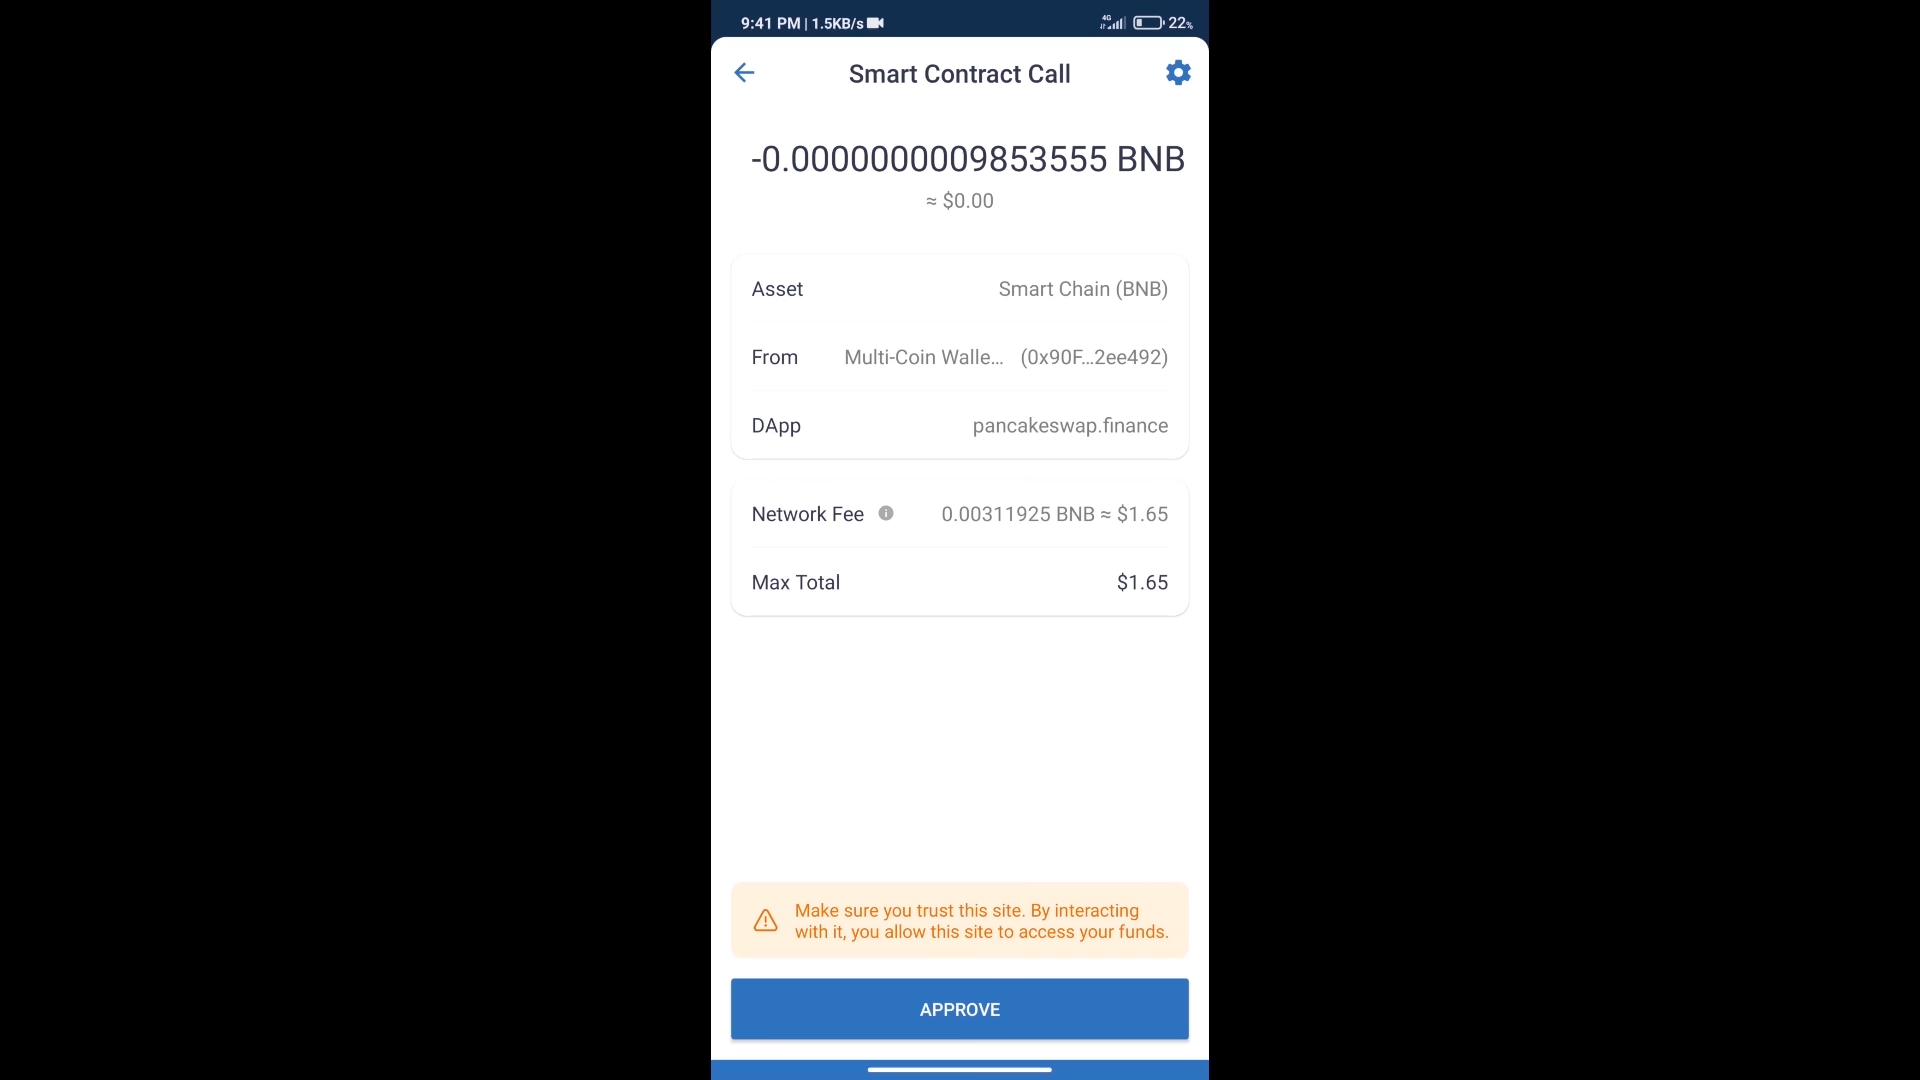 9:41 PM | 1.5KB/s 4G 22%
Smart Contract Call
-0.0000000009853555 BNB
≈ $0.00
Asset Smart Chain (BNB)
From Multi-Coin Walle... (0x90F...2ee492)
DApp pancakeswap.finance
Network Fee 0.00311925 BNB ≈ $1.65
Max Total $1.65
Make sure you trust this site. By interacting
with it, you allow this site to access your funds.
APPROVE